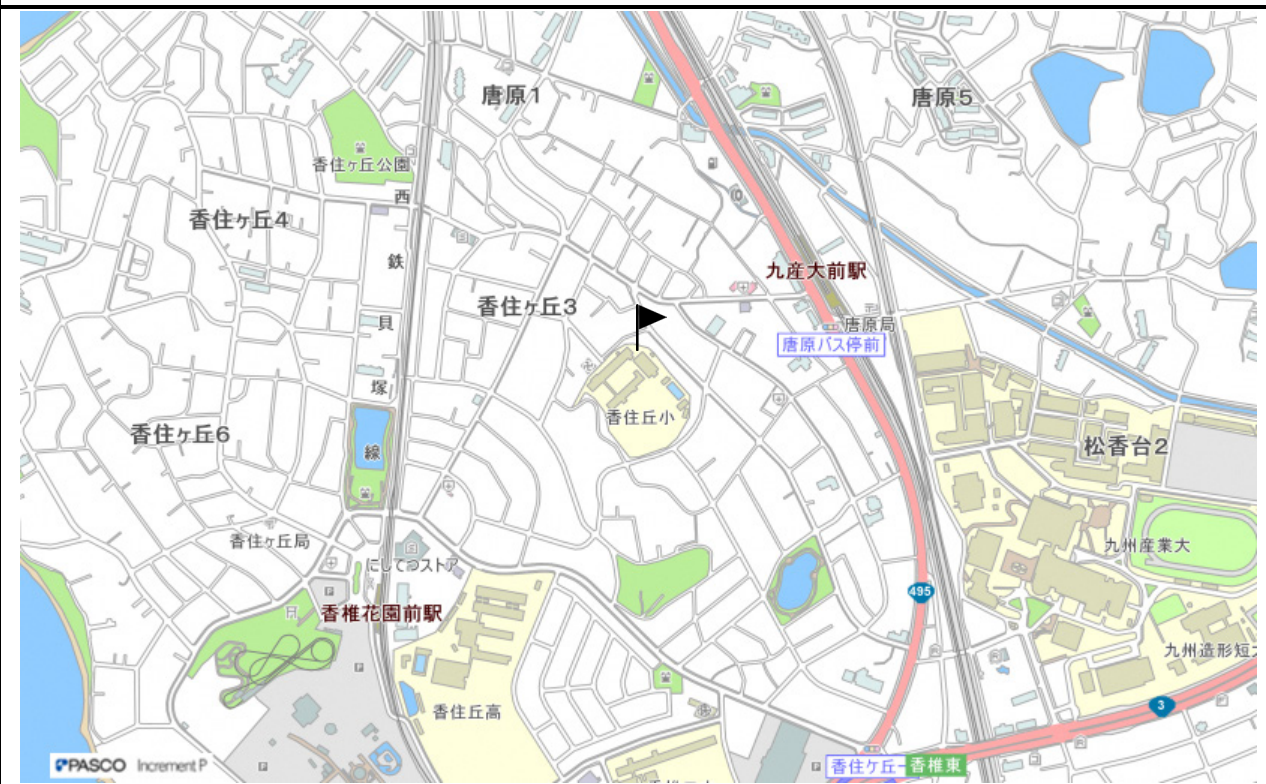 唐原1
唐原5
香住ヶ丘公園
西
香住ヶ丘4
鉄
九産大前駅
香住ヶ丘3
貝
唐原局
唐原バス停前
塚
香住丘小
香住ヶ丘6
松香台2
線
香住ヶ丘局
九州産業大
にしてつストア
495
香椎花園前駅
九州造形短
3
香住丘高
PASCO Increment P
香住ケ丘一
香椎東